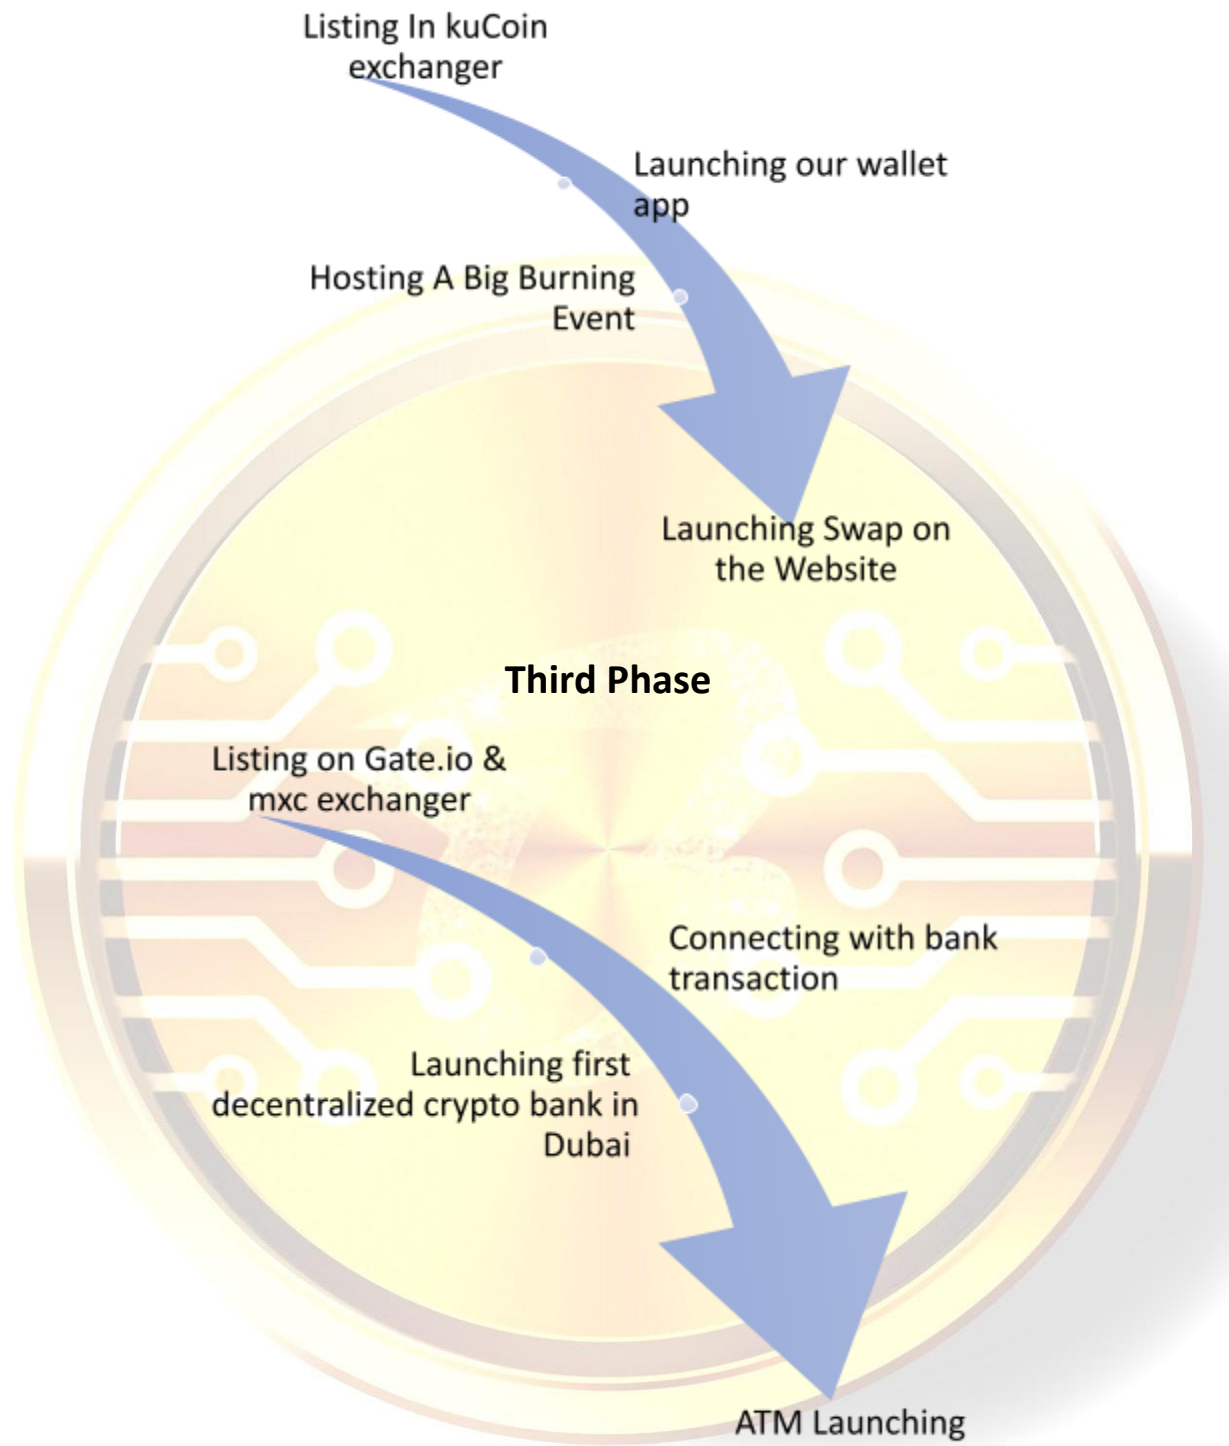 Listing In kuCoin
exchanger
Launching our wallet
app
Hosting A Big Burning
Event
Launching Swap on
the Website
Third Phase
Listing on Gate.io &
mxc exchanger
Connecting with bank
transaction
Launching first
decentralized crypto bank in
Dubai
ATM Launching